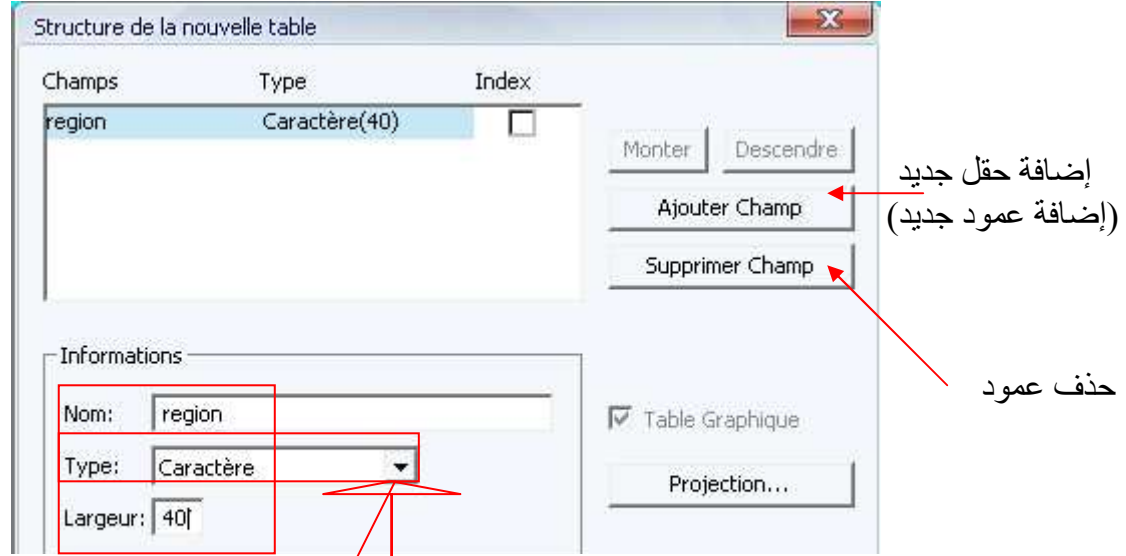 Structure de la nouvelle table
Champs Type Index
region Caractère(40)
Monter Descendre
Ajouter Champ
Supprimer Champ
إضافة حقل جديد
(إضافة عمود جديد)
حذف عمود
Informations
Nom: region
Type: Caractère
Largeur: 40
Table Graphique
Projection...